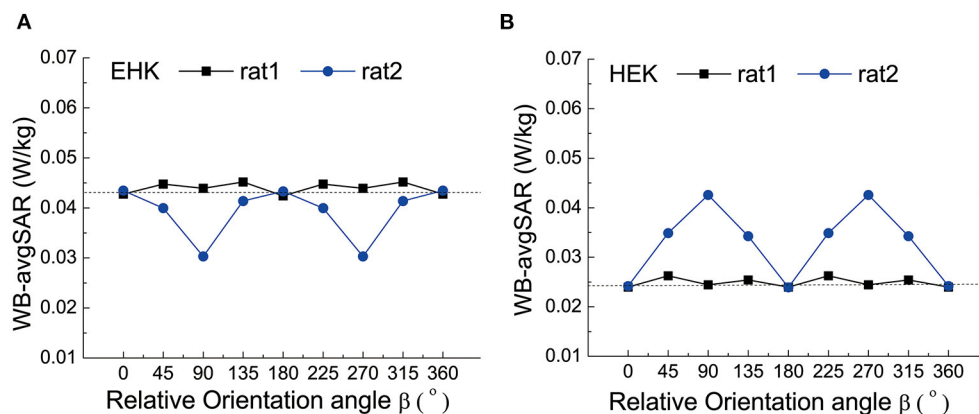 A
EHK rat1 rat2
0.07
0.06
0.05
0.04
0.03
0.02
0.01
WB-avgSAR (W/kg)
0 45 90 135 180 225 270 315 360
Relative Orientation angle β ( ° )
B
HEK rat1 rat2
0.07
0.06
0.05
0.04
0.03
0.02
0.01
WB-avgSAR (W/kg)
0 45 90 135 180 225 270 315 360
Relative Orientation angle β ( ° )